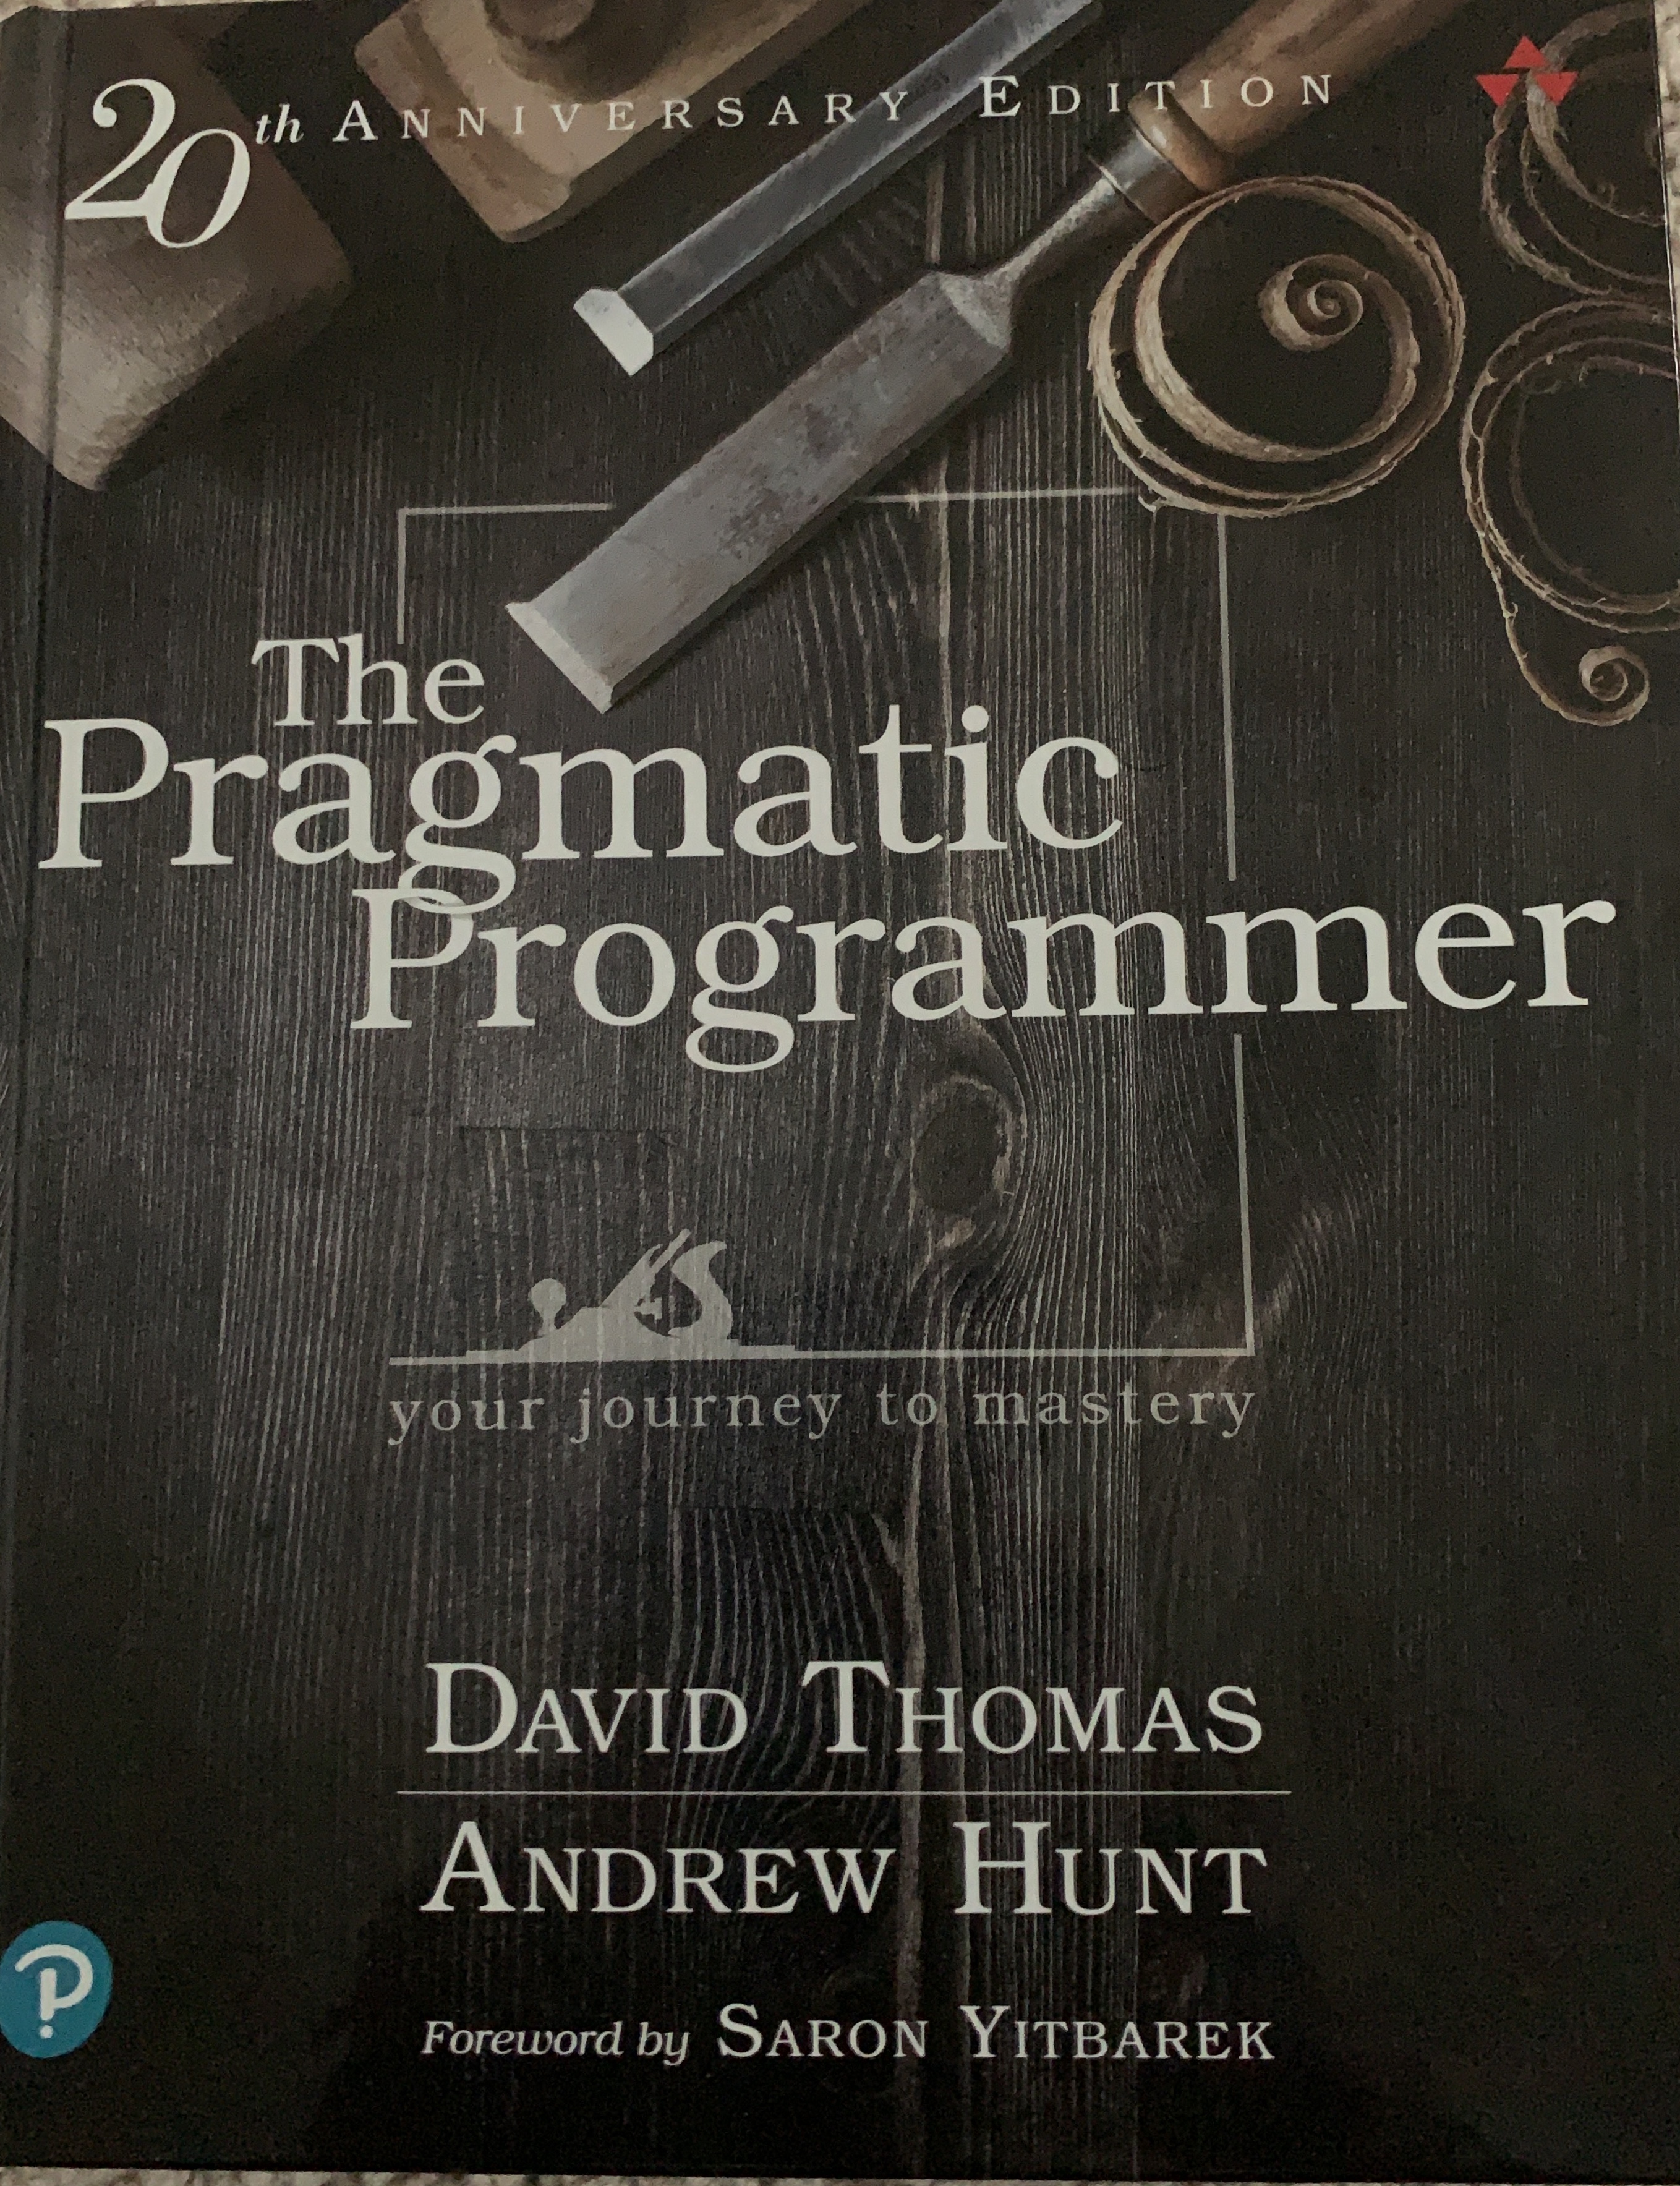 20th ANNIVERSARY EDITION
The
Pragmatic
Programmer
your journey to mastery
DAVID THOMAS
ANDREW HUNT
Foreword by SARON YITBAREK
P